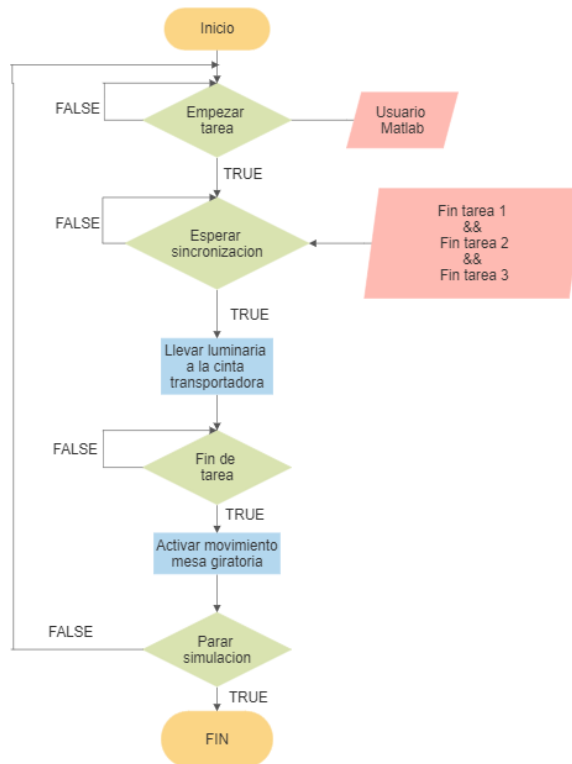 Inicio
FALSE
Empezar
tarea
Usuario
Matlab
TRUE
FALSE
Esperar
sincronizacion
Fin tarea 1
&&
Fin tarea 2
&&
Fin tarea 3
TRUE
Llevar luminaria
a la cinta
transportadora
FALSE
Fin de
tarea
TRUE
Activar movimiento
mesa giratoria
FALSE
Parar
simulacion
TRUE
FIN